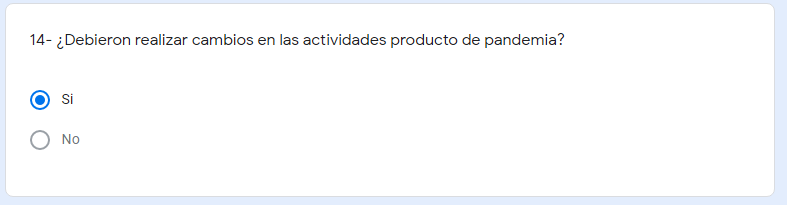 14- ¿Debieron realizar cambios en las actividades producto de pandemia?
Si
No